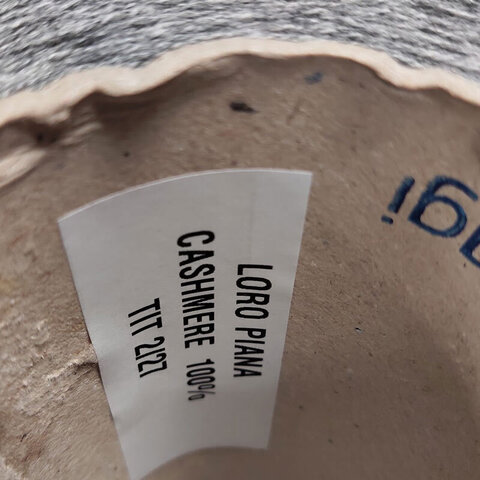 LORO PIANA
CASHMERE 100%
TIT 2/27